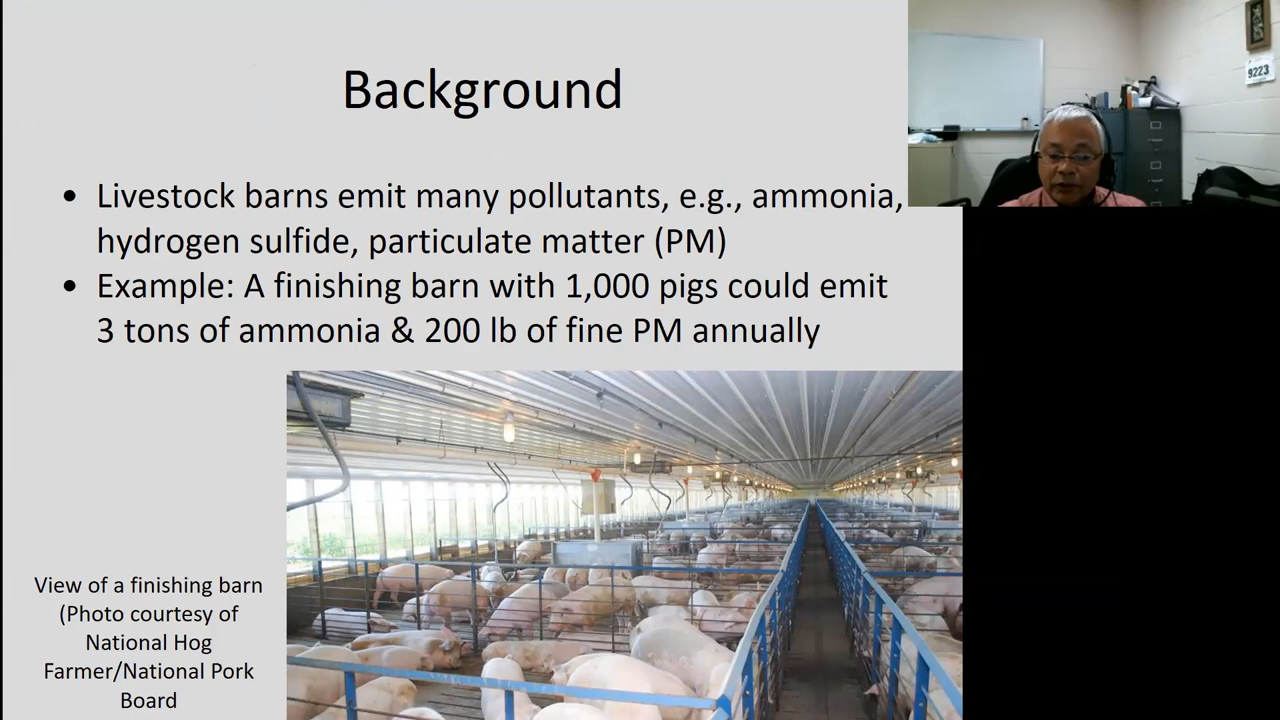 Background
• Livestock barns emit many pollutants, e.g., ammonia,
hydrogen sulfide, particulate matter (PM)
• Example: A finishing barn with 1,000 pigs could emit
3 tons of ammonia & 200 lb of fine PM annually
View of a finishing barn
(Photo courtesy of
National Hog
Farmer/National Pork
Board
9223